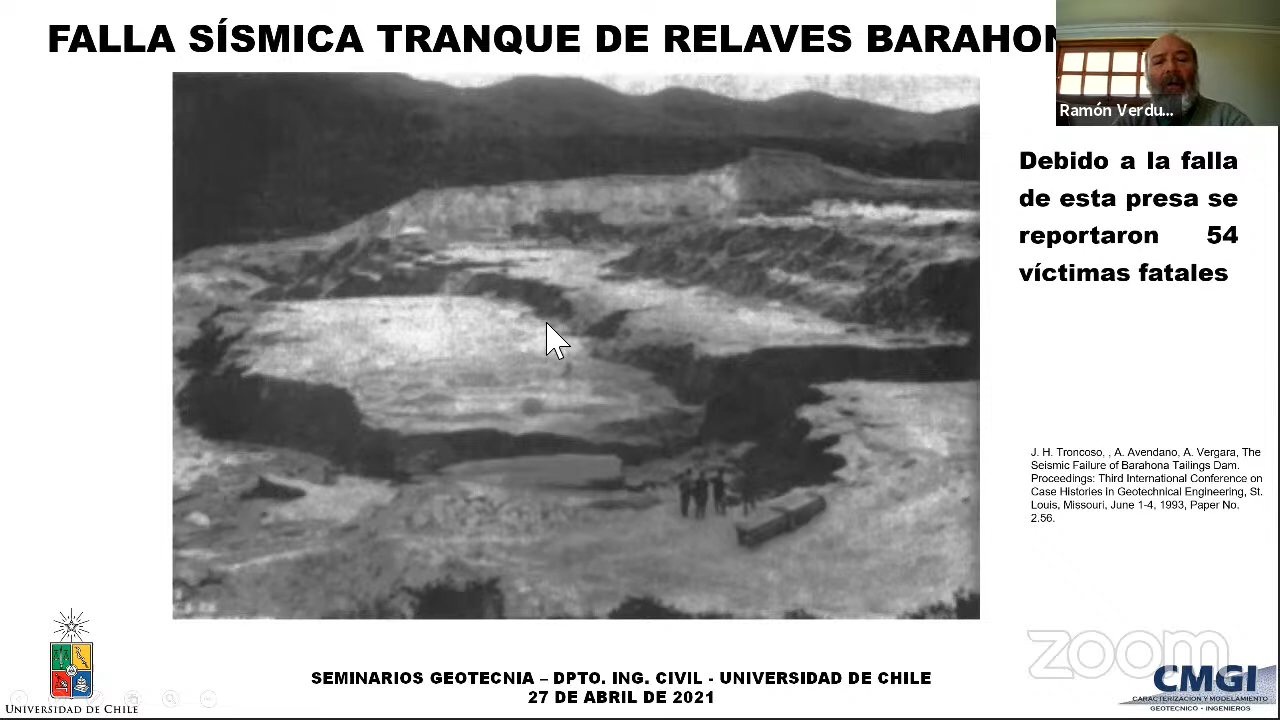 FALLA SÍSMICA TRANQUE DE RELAVES BARAHON
Ramón Verdu...
Debido a la falla
de esta presa se
reportaron 54
víctimas fatales
J. H. Troncoso, , A. Avendano, A. Vergara, The
Seismic Failure of Barahona Tailings Dam.
Proceedings: Third International Conference on
Case Histories in Geotechnical Engineering, St.
Louis, Missouri, June 1-4, 1993, Paper No.
2.56.
zoom
CMGI
CARACTERIZACIÓN Y MODELAMIENTO
GEOTÉCNICO - INGENIEROS
UNIVERSIDAD DE CHILE
SEMINARIOS GEOTECNIA – DPTO. ING. CIVIL - UNIVERSIDAD DE CHILE
27 DE ABRIL DE 2021